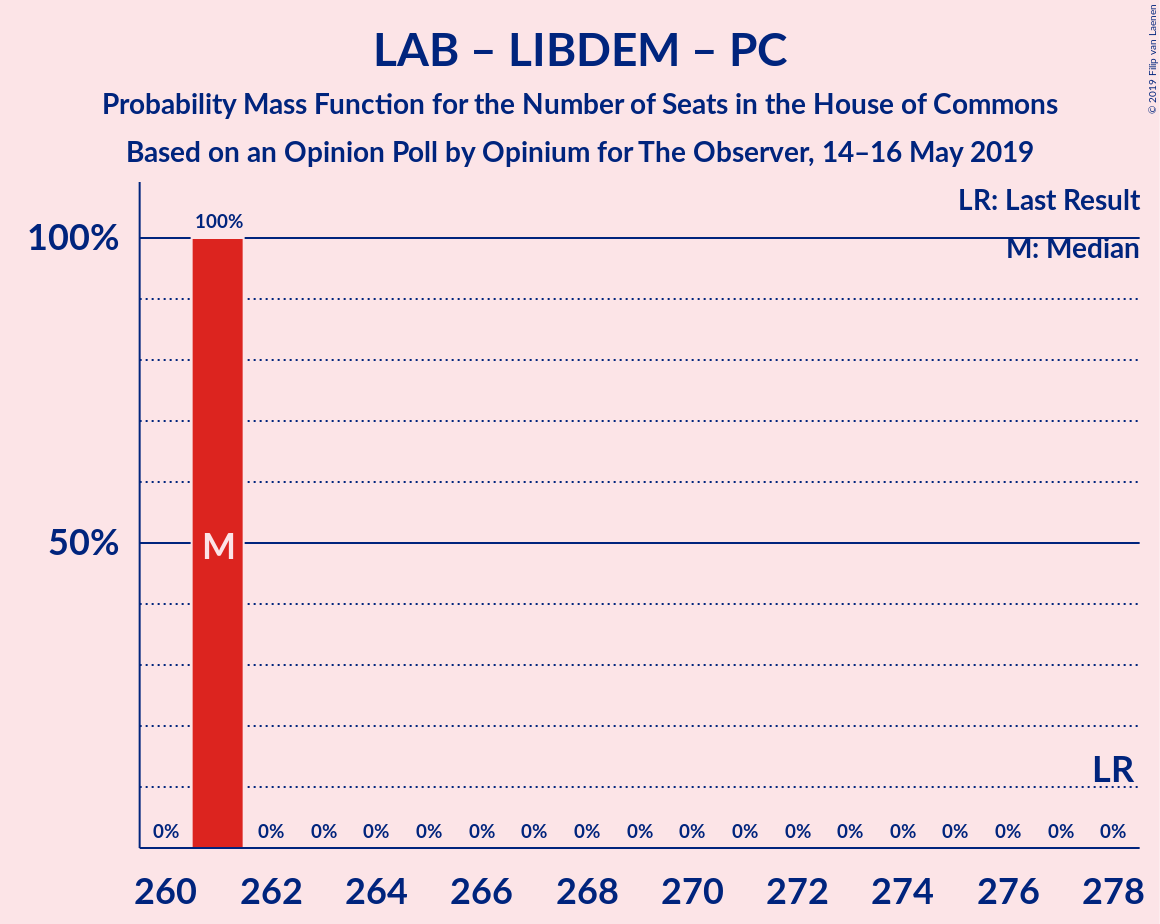 LAB – LIBDEM – PC
Probability Mass Function for the Number of Seats in the House of Commons
Based on an Opinion Poll by Opinium for The Observer, 14–16 May 2019
© 2019 Filip van Laenen
LR: Last Result
M: Median
100%
100%
50%
M
LR
0% 0% 0% 0% 0% 0% 0% 0% 0% 0% 0% 0% 0% 0% 0% 0% 0% 0%
260 262 264 266 268 270 272 274 276 278